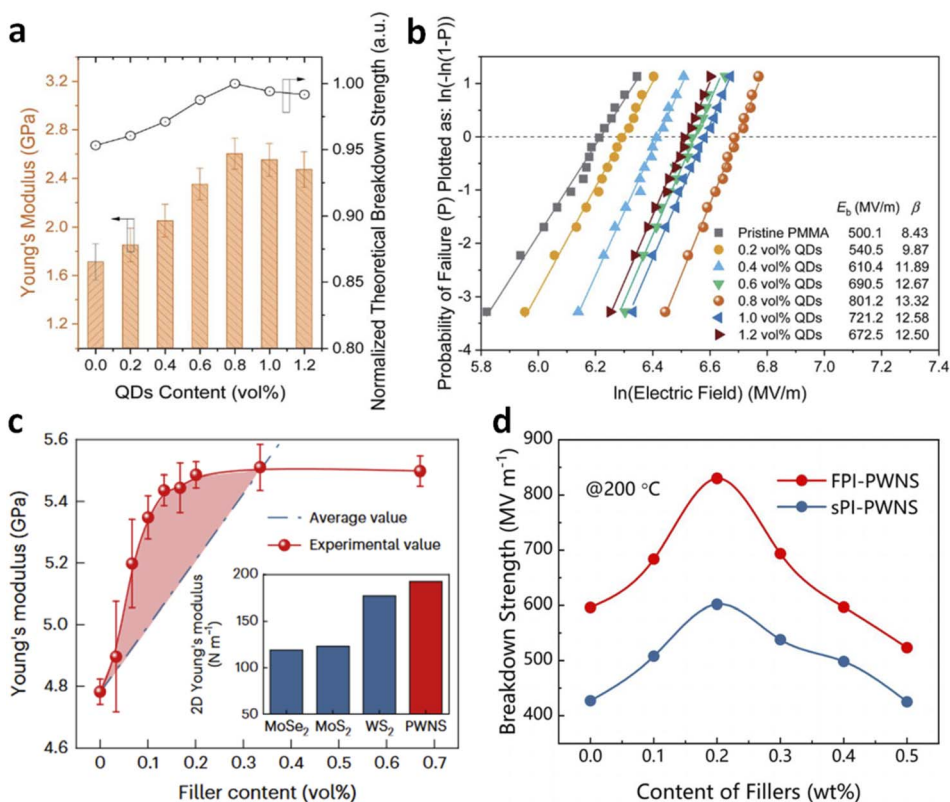 a
Young's Modulus (GPa)
3.2
2.8
2.4
2.0
1.6
1.2
0.0 0.2 0.4 0.6 0.8 1.0 1.2
QDs Content (vol%)
1.00
0.95
0.90
0.85
0.80
Normalized Theoretical Breakdown Strength (a.u.)
b
Probability of Failure (P) Plotted as: ln(-ln(1-P))
1
0
-1
-2
-3
-4
E_b (MV/m) β
Pristine PMMA 500.1 8.43
0.2 vol% QDs 540.5 9.87
0.4 vol% QDs 610.4 11.89
0.6 vol% QDs 690.5 12.67
0.8 vol% QDs 801.2 13.32
1.0 vol% QDs 721.2 12.58
1.2 vol% QDs 672.5 12.50
5.8 6.0 6.2 6.4 6.6 6.8 7.0 7.2 7.4
ln(Electric Field) (MV/m)
c
Young's modulus (GPa)
5.6
5.4
5.2
5.0
4.8
4.6
Average value
Experimental value
2D Young's modulus
(N m⁻¹)
200
150
100
50
MoSe₂ MoS₂ WS₂ PWNS
0 0.1 0.2 0.3 0.4 0.5 0.6 0.7
Filler content (vol%)
d
Breakdown Strength (MV m⁻¹)
900
800
700
600
500
400
@200 °C
FPI-PWNS
sPI-PWNS
0.0 0.1 0.2 0.3 0.4 0.5
Content of Fillers (wt%)